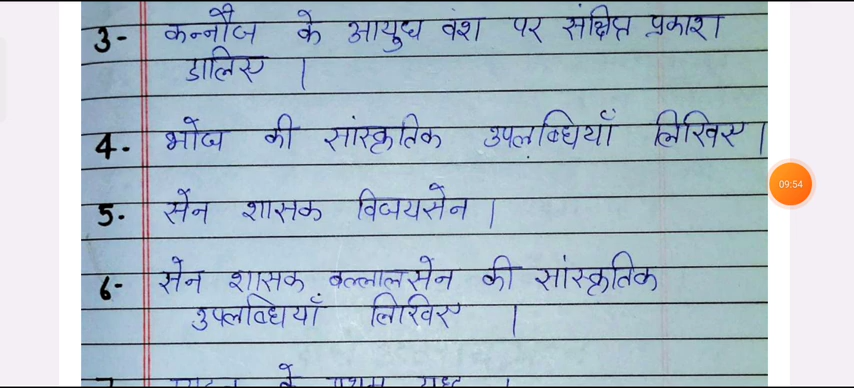 3- कन्नौज के आयुध वंश पर संक्षिप्त प्रकाश
डालिए ।
4. भोज की सांस्कृतिक उपलब्धियाँ लिखिए ।
09:54
5. सेन शासक विजयसेन ।
6- सेन शासक बल्लालसेन की सांस्कृतिक
उपलब्धियाँ लिखिए ।